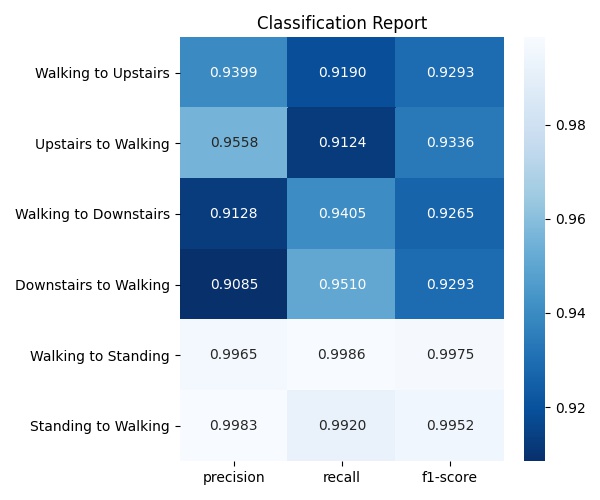 Classification Report
Walking to Upstairs 0.9399 0.9190 0.9293
Upstairs to Walking 0.9558 0.9124 0.9336
Walking to Downstairs 0.9128 0.9405 0.9265
Downstairs to Walking 0.9085 0.9510 0.9293
Walking to Standing 0.9965 0.9986 0.9975
Standing to Walking 0.9983 0.9920 0.9952
precision recall f1-score
0.98
0.96
0.94
0.92